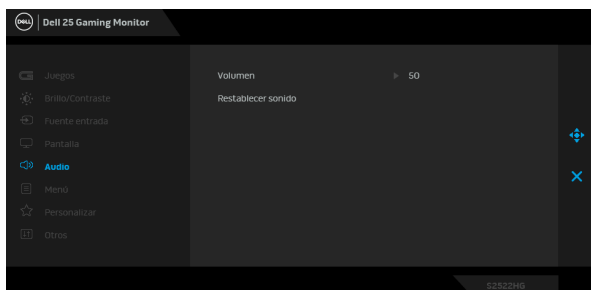 DELL
Dell 25 Gaming Monitor
Juegos
Volumen 50
Brillo/Contraste
Restablecer sonido
Fuente entrada
Pantalla
Audio
Menú
Personalizar
Otros
S2522HG